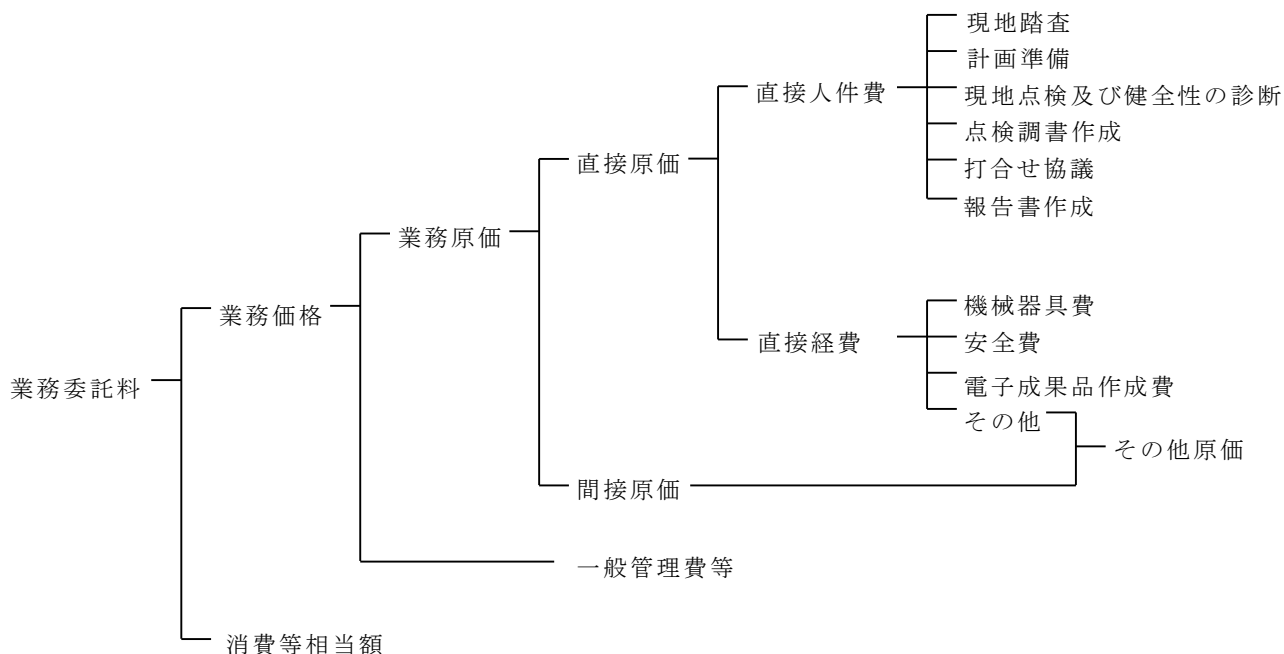 現地踏査
計画準備
直接人件費
現地点検及び健全性の診断
点検調書作成
直接原価
打合せ協議
報告書作成
業務原価
機械器具費
業務価格
安全費
直接経費
電子成果品作成費
業務委託料
その他
その他原価
間接原価
一般管理費等
消費等相当額